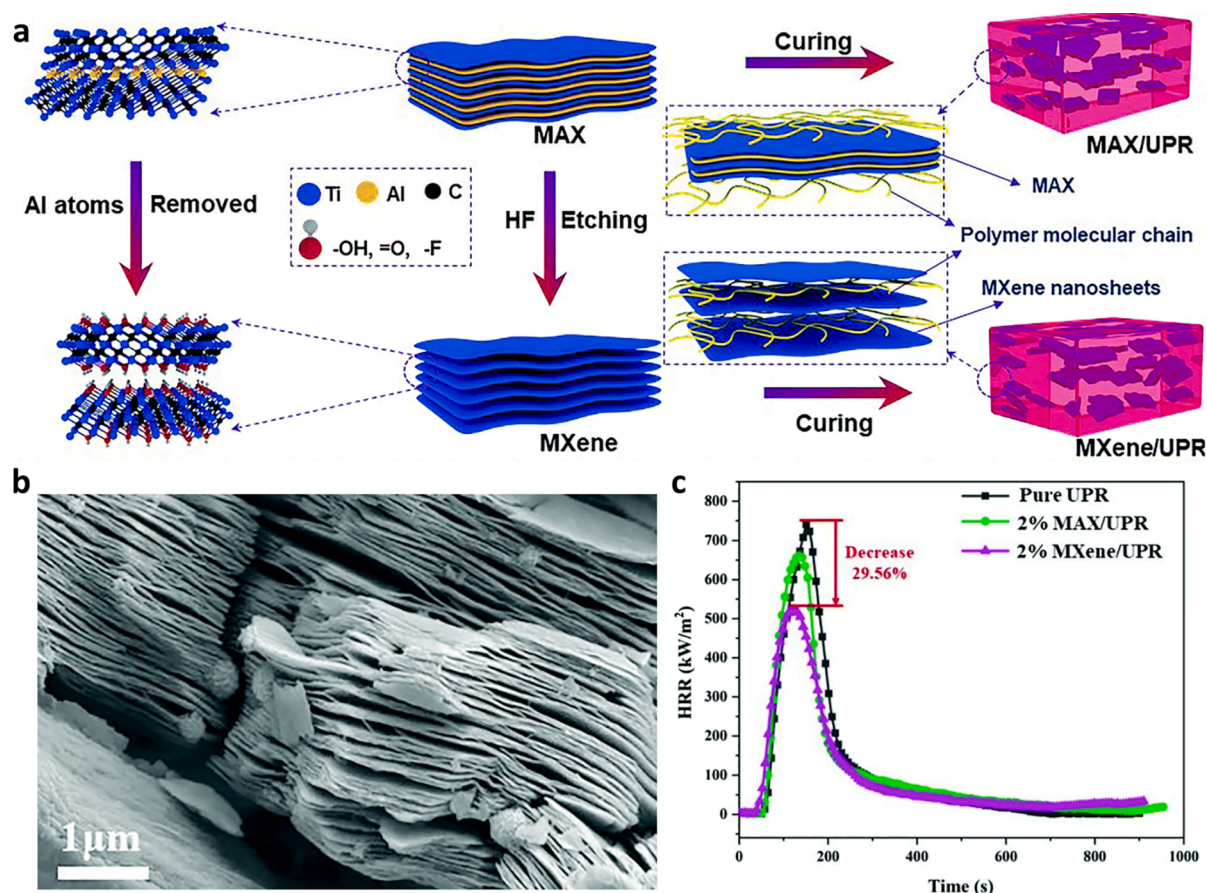 a
Curing
MAX
MAX/UPR
Al atoms
Removed
Ti
Al
C
-OH, =O, -F
HF
Etching
MAX
Polymer molecular chain
MXene nanosheets
MXene
Curing
MXene/UPR
b
1μm
c
Pure UPR
2% MAX/UPR
2% MXene/UPR
Decrease
29.56%
HRR (kW/m²)
800
700
600
500
400
300
200
100
0
0
200
400
600
800
1000
Time (s)